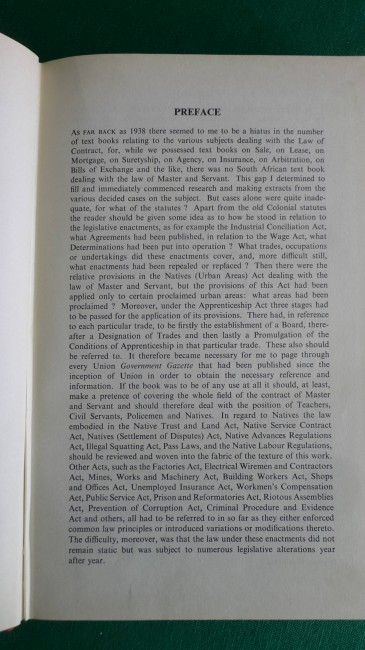 PREFACE
AS FAR BACK as 1938 there seemed to me to be a hiatus in the number
of text books relating to the various subjects dealing with the Law of
Contract, for, while we possessed text books on Sale, on Lease, on
Mortgage, on Suretyship, on Agency, on Insurance, on Arbitration, on
Bills of Exchange and the like, there was no South African text book
dealing with the law of Master and Servant. This gap I determined to
fill and immediately commenced research and making extracts from the
various decided cases on the subject. But cases alone were quite inade-
quate, for what of the statutes ? Apart from the old Colonial statutes
the reader should be given some idea as to how he stood in relation to
the legislative enactments, as for example the Industrial Conciliation Act,
what Agreements had been published, in relation to the Wage Act, what
Determinations had been put into operation ? What trades, occupations
or undertakings did these enactments cover, and, more difficult still,
what enactments had been repealed or replaced ? Then there were the
relative provisions in the Natives (Urban Areas) Act dealing with the
law of Master and Servant, but the provisions of this Act had been
applied only to certain proclaimed urban areas: what areas had been
proclaimed ? Moreover, under the Apprenticeship Act three stages had
to be passed for the application of its provisions. There had, in reference
to each particular trade, to be firstly the establishment of a Board, there-
after a Designation of Trades and then lastly a Promulgation of the
Conditions of Apprenticeship in that particular trade. These also should
be referred to. It therefore became necessary for me to page through
every Union Government Gazette that had been published since the
inception of Union in order to obtain the necessary reference and
information. If the book was to be of any use at all it should, at least,
make a pretence of covering the whole field of the contract of Master
and Servant and should therefore deal with the position of Teachers,
Civil Servants, Policemen and Natives. In regard to Natives the law
embodied in the Native Trust and Land Act, Native Service Contract
Act, Natives (Settlement of Disputes) Act, Native Advances Regulations
Act, Illegal Squatting Act, Pass Laws, and the Native Labour Regulations,
should be reviewed and woven into the fabric of the texture of this work.
Other Acts, such as the Factories Act, Electrical Wiremen and Contractors
Act, Mines, Works and Machinery Act, Building Workers Act, Shops
and Offices Act, Unemployed Insurance Act, Workmen's Compensation
Act, Public Service Act, Prison and Reformatories Act, Riotous Assemblies
Act, Prevention of Corruption Act, Criminal Procedure and Evidence
Act and others, all had to be referred to in so far as they either enforced
common law principles or introduced variations or modifications thereto.
The difficulty, moreover, was that the law under these enactments did not
remain static but was subject to numerous legislative alterations year
after year.